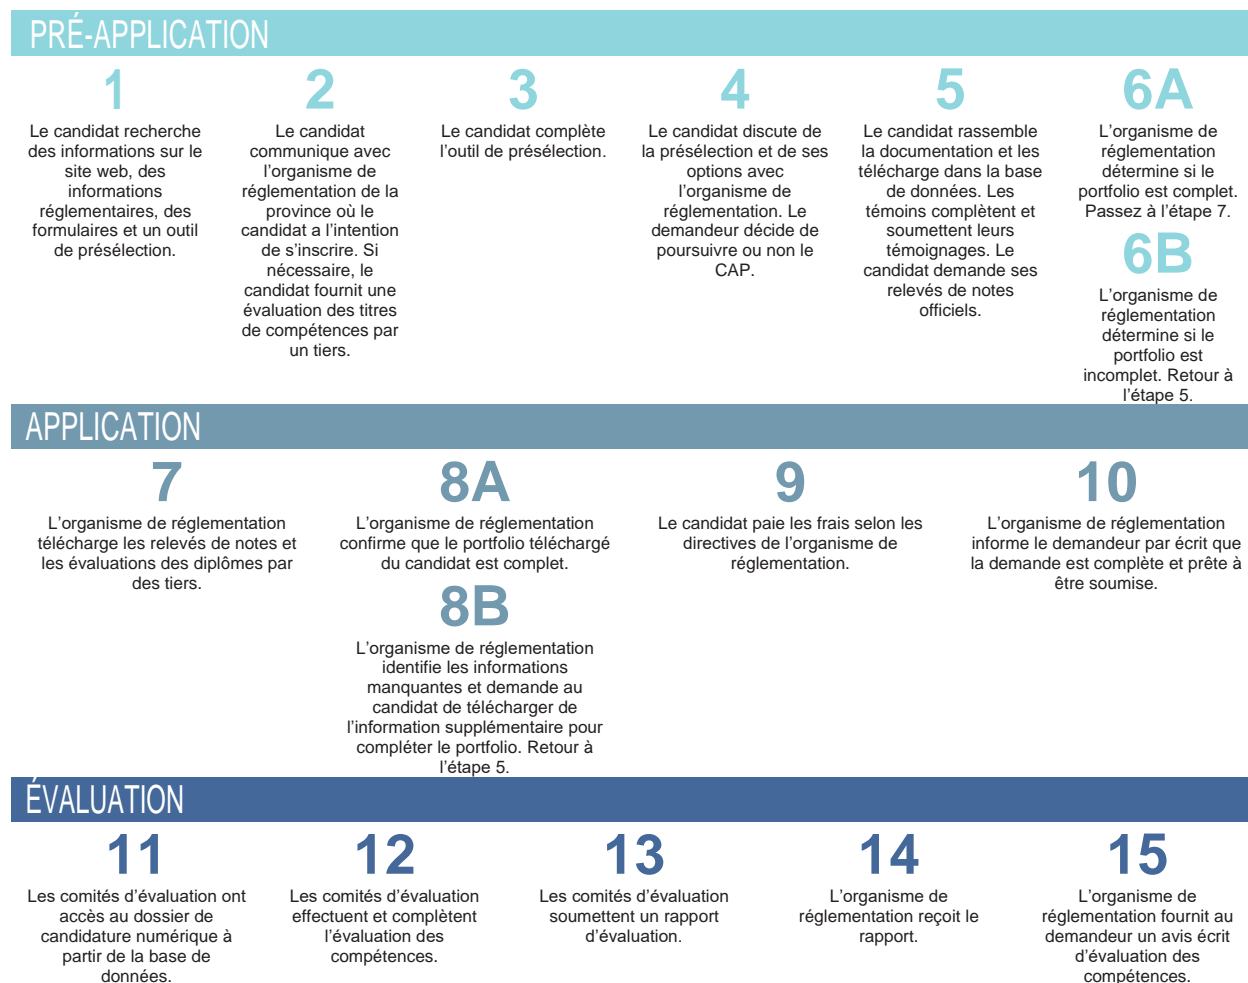 PRÉ-APPLICATION
1
Le candidat recherche
des informations sur le
site web, des
informations
réglementaires, des
formulaires et un outil
de présélection.
2
Le candidat
communique avec
l'organisme de
réglementation de la
province où le
candidat a l'intention
de s'inscrire. Si
nécessaire, le
candidat fournit une
évaluation des titres
de compétences par
un tiers.
3
Le candidat complète
l'outil de présélection.
4
Le candidat discute de
la présélection et de ses
options avec
l'organisme de
réglementation. Le
demandeur décide de
poursuivre ou non le
CAP.
5
Le candidat rassemble
la documentation et les
télécharge dans la base
de données. Les
témoins complètent et
soumettent leurs
témoignages. Le
candidat demande ses
relevés de notes
officiels.
6A
L'organisme de
réglementation
détermine si le
portfolio est complet.
Passez à l'étape 7.
6B
L'organisme de
réglementation
détermine si le
portfolio est
incomplet. Retour à
l'étape 5.
APPLICATION
7
L'organisme de réglementation
télécharge les relevés de notes et
les évaluations des diplômes par
des tiers.
8A
L'organisme de réglementation
confirme que le portfolio téléchargé
du candidat est complet.
8B
L'organisme de réglementation
identifie les informations
manquantes et demande au
candidat de télécharger de
l'information supplémentaire pour
compléter le portfolio. Retour à
l'étape 5.
9
Le candidat paie les frais selon les
directives de l'organisme de
réglementation.
10
L'organisme de réglementation
informe le demandeur par écrit que
la demande est complète et prête à
être soumise.
ÉVALUATION
11
Les comités d'évaluation ont
accès au dossier de
candidature numérique à
partir de la base de
données.
12
Les comités d'évaluation
effectuent et complètent
l'évaluation des
compétences.
13
Les comités d'évaluation
soumettent un rapport
d'évaluation.
14
L'organisme de
réglementation reçoit le
rapport.
15
L'organisme de
réglementation fournit au
demandeur un avis écrit
d'évaluation des
compétences.